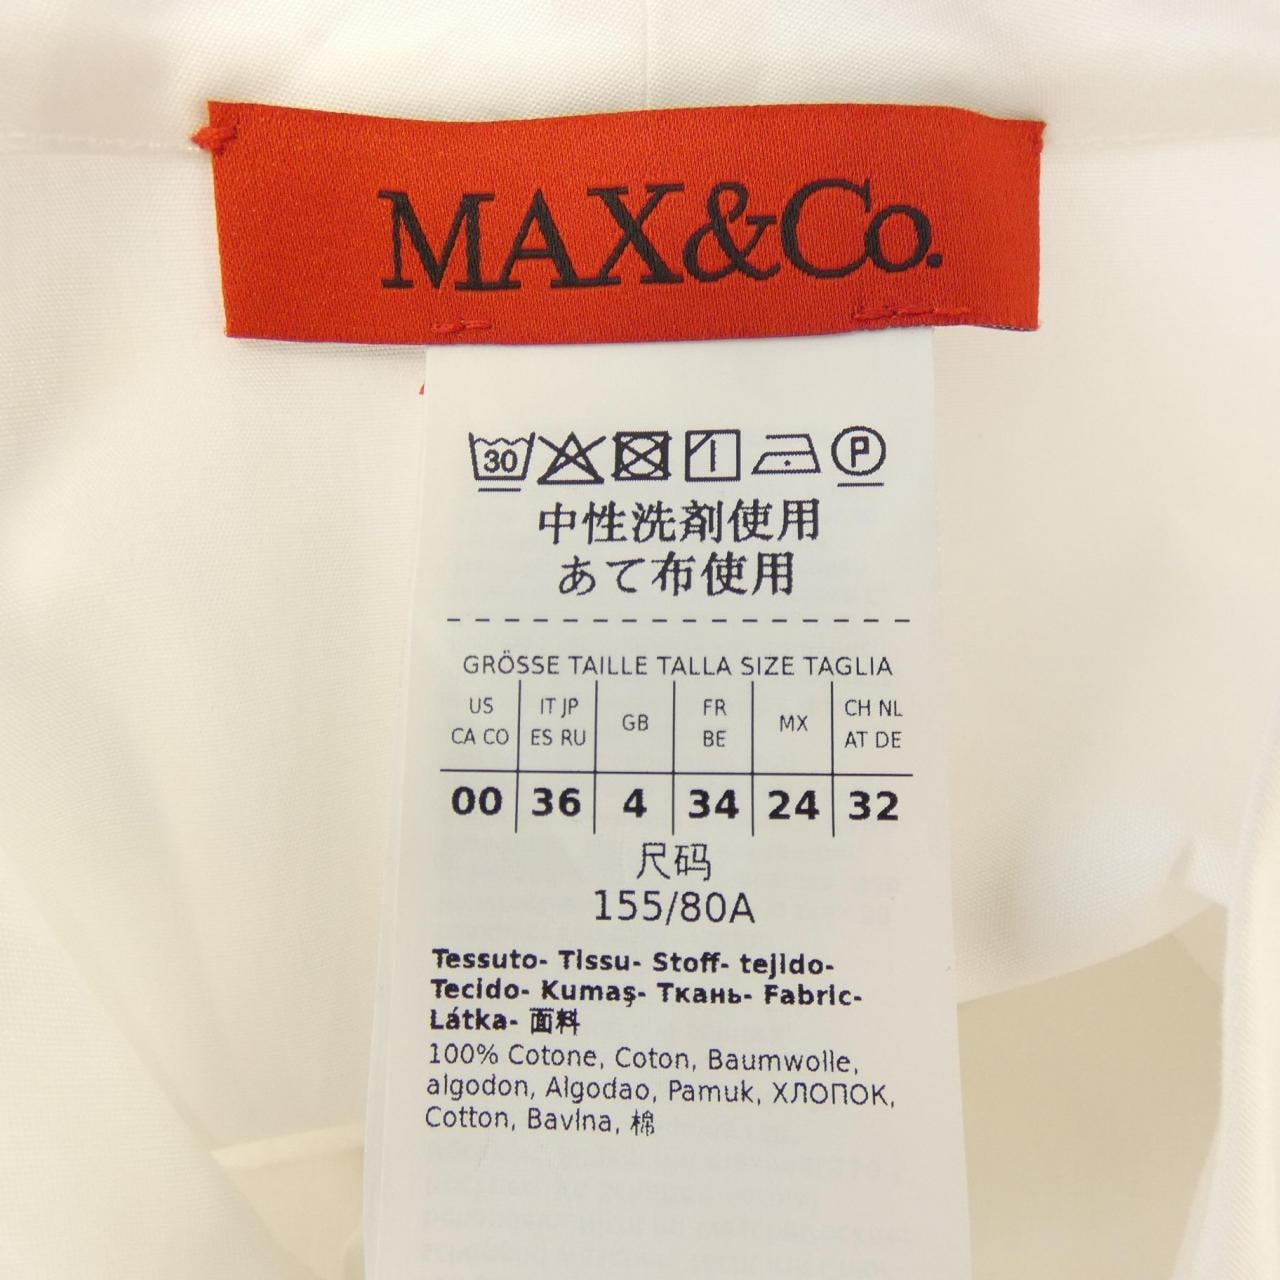 MAX&Co.
30 P
中性洗剤使用
あて布使用
GRÖSSE TAILLE TALLA SIZE TAGLIA
US CA CO | IT JP ES RU | GB | FR BE | MX | CH NL AT DE
00 | 36 | 4 | 34 | 24 | 32
尺码
155/80A
Tessuto- Tissu- Stoff- tejido-
Tecido- Kumaş- Ткань- Fabric-
Látka- 面料
100% Cotone, Coton, Baumwolle,
algodon, Algodao, Pamuk, ХЛОПОК,
Cotton, Bavlna, 棉